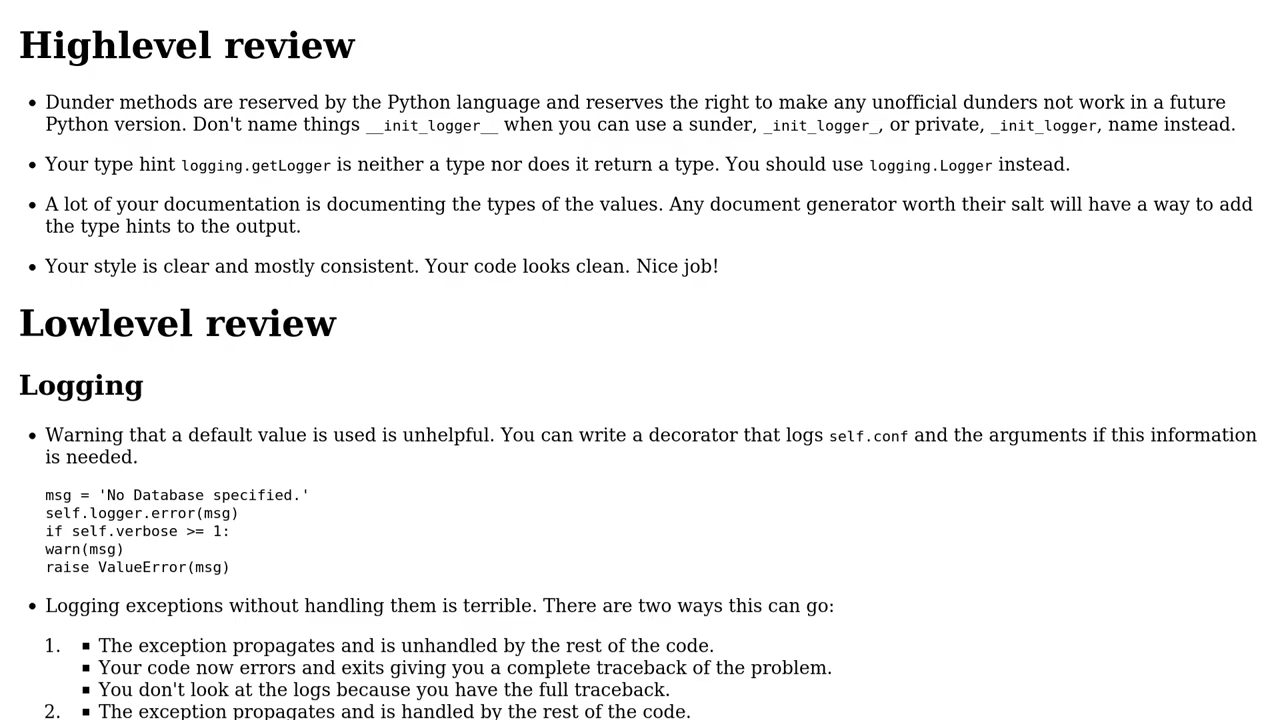 Highlevel review
• Dunder methods are reserved by the Python language and reserves the right to make any unofficial dunders not work in a future
Python version. Don't name things __init_logger__ when you can use a sunder, _init_logger_, or private, _init_logger, name instead.
• Your type hint logging.getLogger is neither a type nor does it return a type. You should use logging.Logger instead.
• A lot of your documentation is documenting the types of the values. Any document generator worth their salt will have a way to add
the type hints to the output.
• Your style is clear and mostly consistent. Your code looks clean. Nice job!
Lowlevel review
Logging
• Warning that a default value is used is unhelpful. You can write a decorator that logs self.conf and the arguments if this information
is needed.
msg = 'No Database specified.'
self.logger.error(msg)
if self.verbose >= 1:
warn(msg)
raise ValueError(msg)
• Logging exceptions without handling them is terrible. There are two ways this can go:
1. ▪ The exception propagates and is unhandled by the rest of the code.
▪ Your code now errors and exits giving you a complete traceback of the problem.
▪ You don't look at the logs because you have the full traceback.
2. ▪ The exception propagates and is handled by the rest of the code.